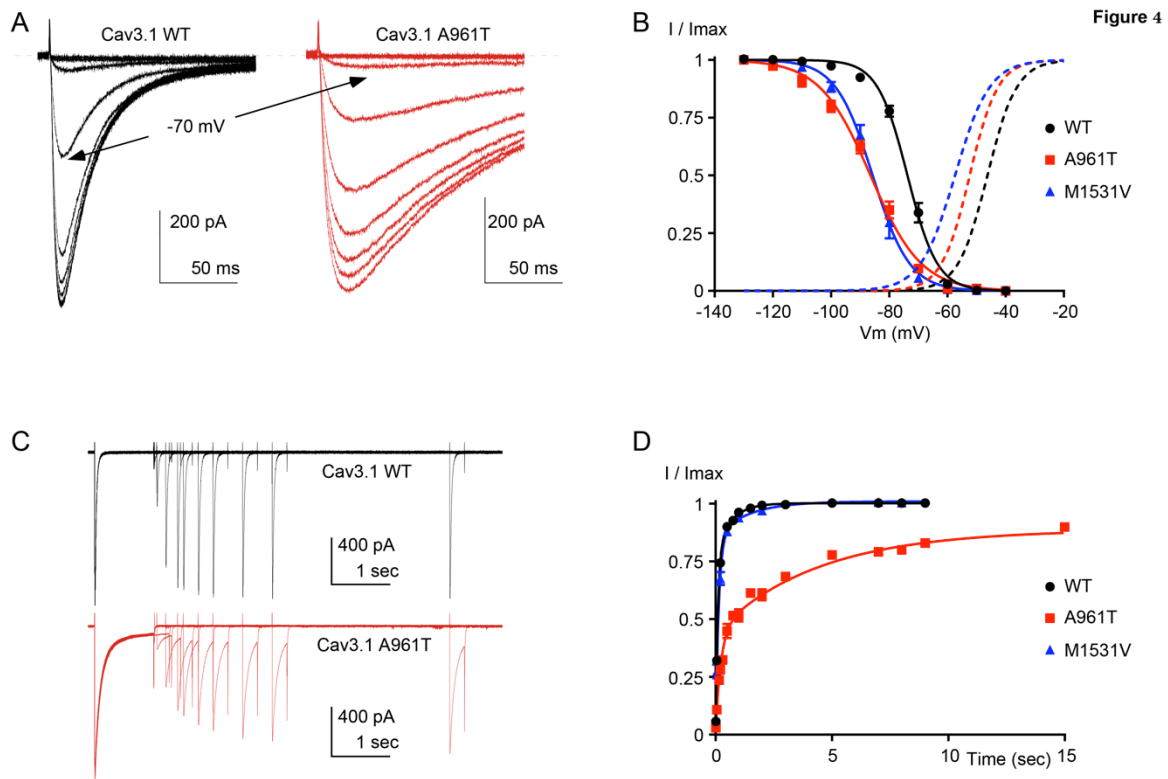 Figure 4
A
Cav3.1 WT
Cav3.1 A961T
-70 mV
200 pA
50 ms
200 pA
50 ms
B
I / Imax
1
0.75
0.5
0.25
0
-140
-120
-100
-80
-60
-40
-20
Vm (mV)
WT
A961T
M1531V
C
Cav3.1 WT
400 pA
1 sec
Cav3.1 A961T
400 pA
1 sec
D
I / Imax
1
0.75
0.5
0.25
0
0
5
10
15
Time (sec)
WT
A961T
M1531V